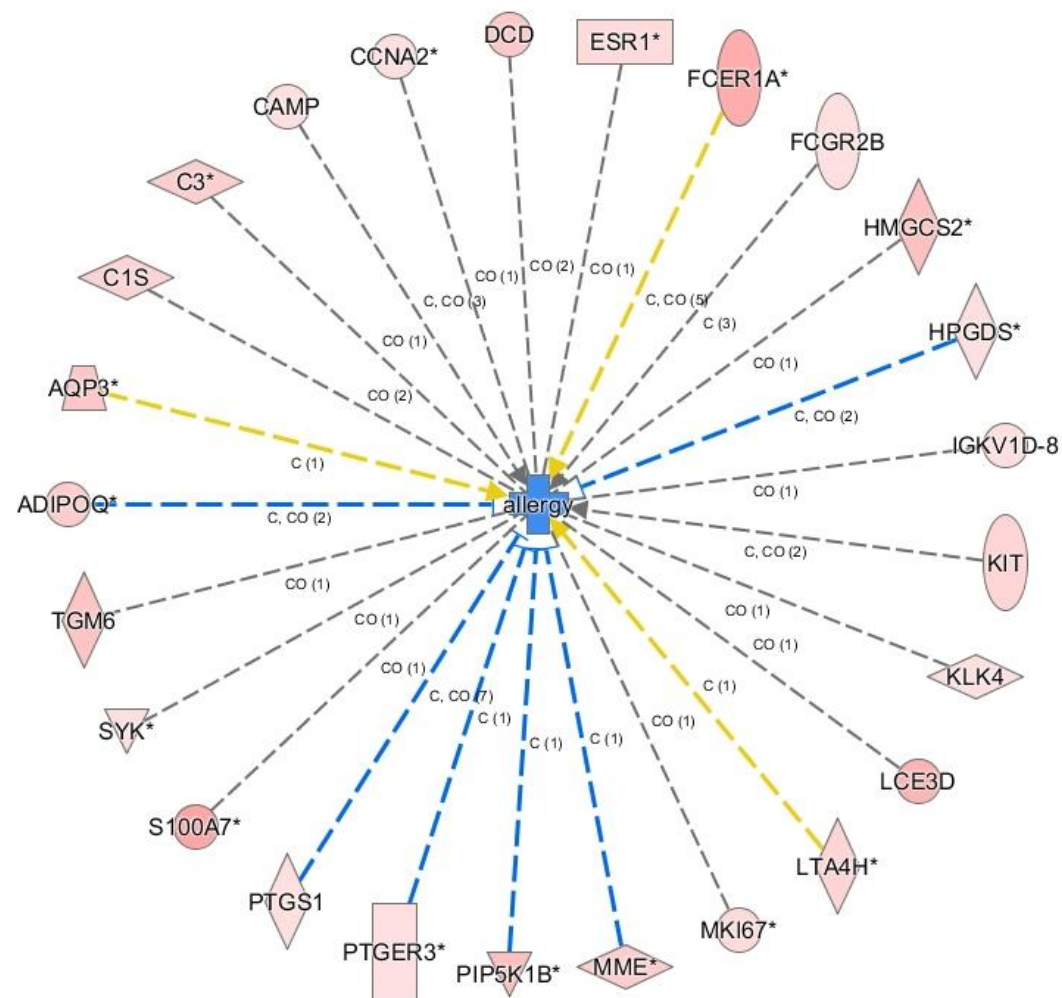 DCD
ESR1*
CCNA2*
FCER1A*
CAMP
FCGR2B
C3*
HMGCS2*
C1S
CO (1)
CO (2)
CO (1)
C, CO (3)
C, CO (5)
C (3)
HPGDS*
CO (1)
CO (1)
AQP3*
CO (2)
C, CO (2)
IGKV1D-8
C (1)
CO (1)
ADIPOQ*
allergy
C, CO (2)
C, CO (2)
KIT
CO (1)
CO (1)
TGM6
CO (1)
CO (1)
KLK4
CO (1)
C (1)
C, CO (7)
C (1)
CO (1)
SYK*
C (1)
C (1)
LCE3D
S100A7*
LTA4H*
PTGS1
MKI67*
PTGER3*
PIP5K1B*
MME*